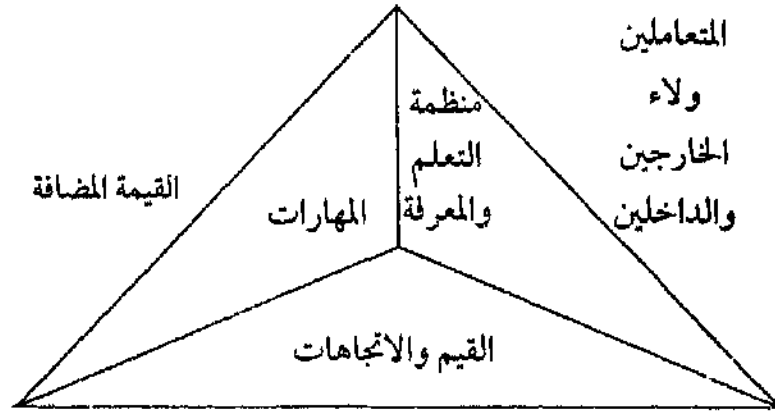 المتعاملين
ولاء
الخارجين
والداخلين
منظمة
التعلم
والمعرفة
المهارات
القيمة المضافة
القيم والاتجاهات